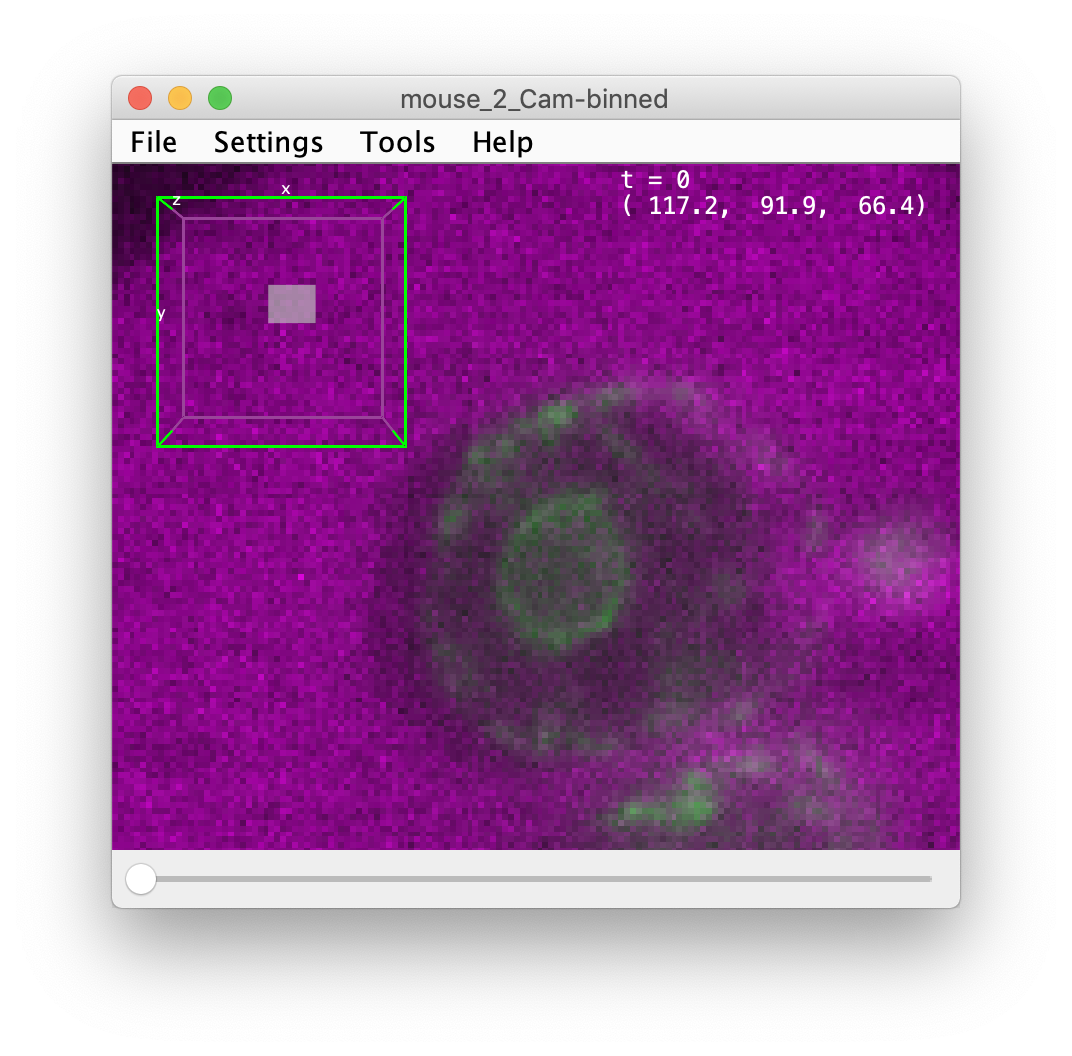 mouse_2_Cam-binned
File Settings Tools Help
t = 0
( 117.2, 91.9, 66.4)
x
z
y